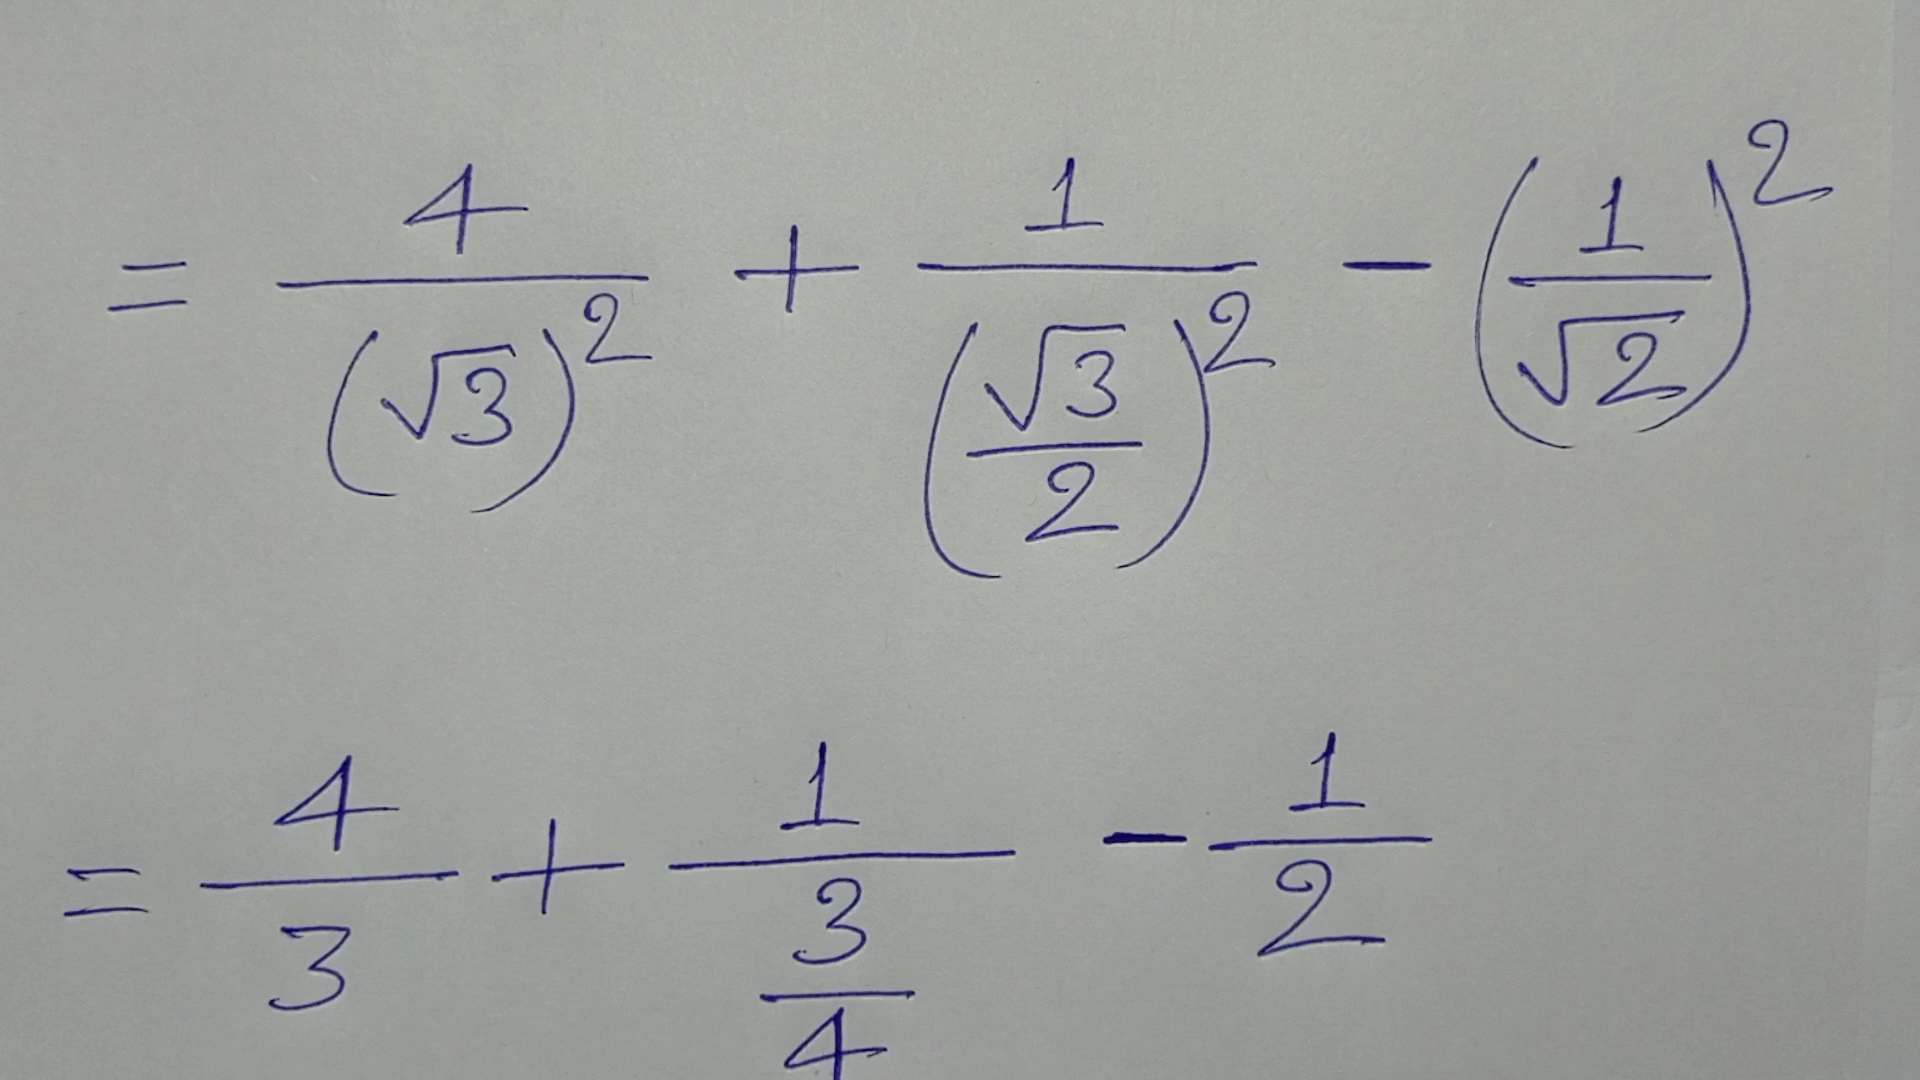 = 4/(√3)² + 1/(√3/2)² - (1/√2)²
= 4/3 + 1/(3/4) - 1/2